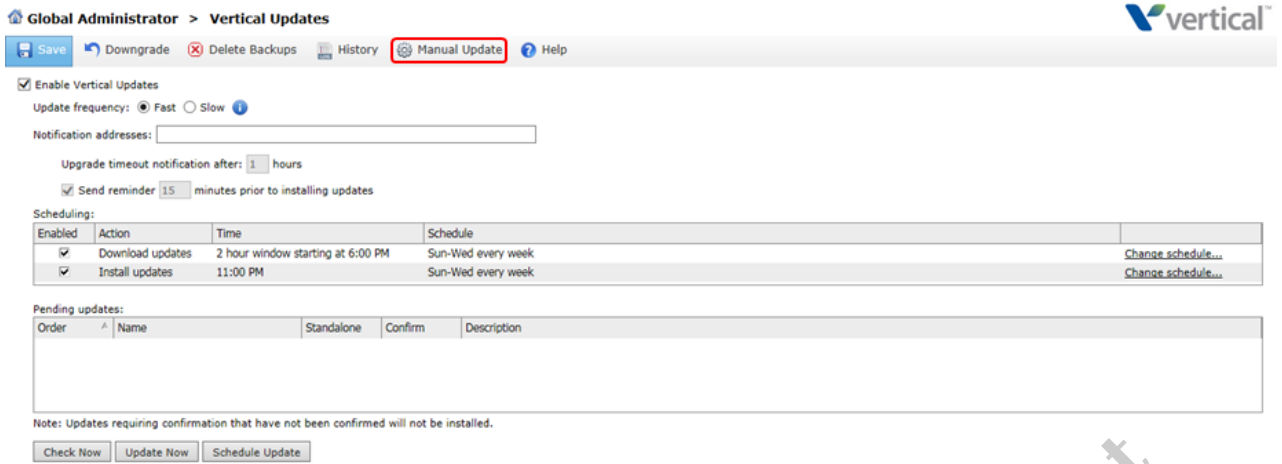 Global Administrator > Vertical Updates
vertical™
Save Downgrade Delete Backups History Manual Update Help
Enable Vertical Updates
Update frequency: Fast Slow
Notification addresses:
Upgrade timeout notification after: 1 hours
Send reminder 15 minutes prior to installing updates
Scheduling:
Enabled Action Time Schedule
Download updates 2 hour window starting at 6:00 PM Sun-Wed every week Change schedule...
Install updates 11:00 PM Sun-Wed every week Change schedule...
Pending updates:
Order Name Standalone Confirm Description
Note: Updates requiring confirmation that have not been confirmed will not be installed.
Check Now Update Now Schedule Update